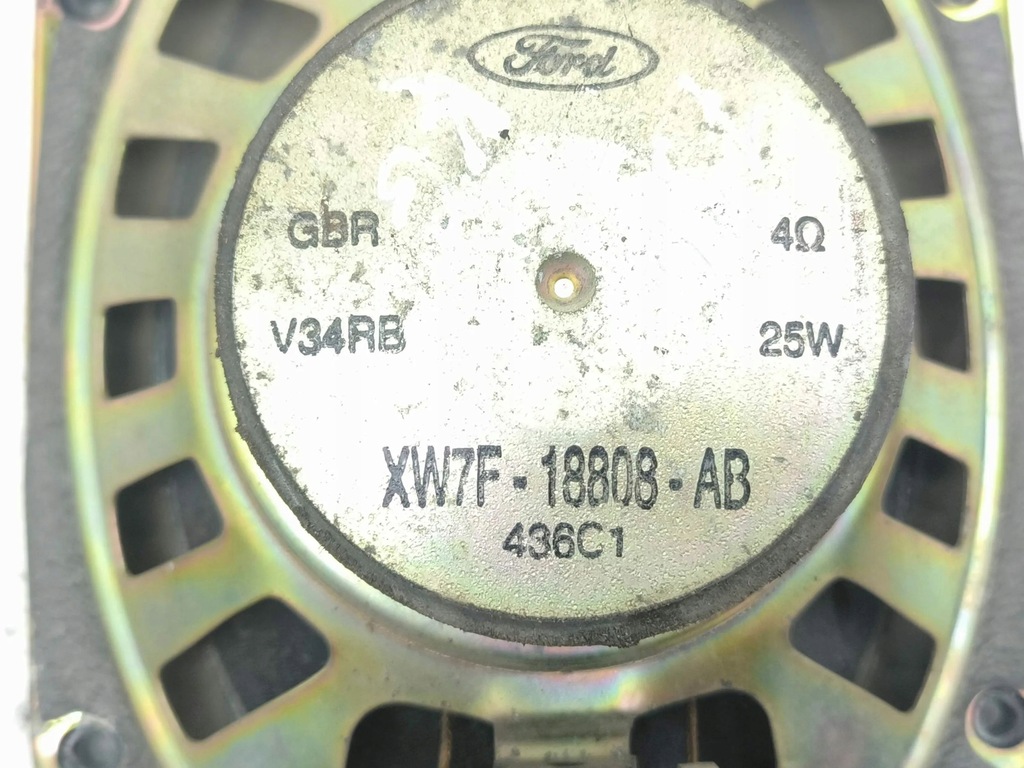 Ford
GBR 4Ω
V34RB 25W
XW7F-18808-AB
436C1